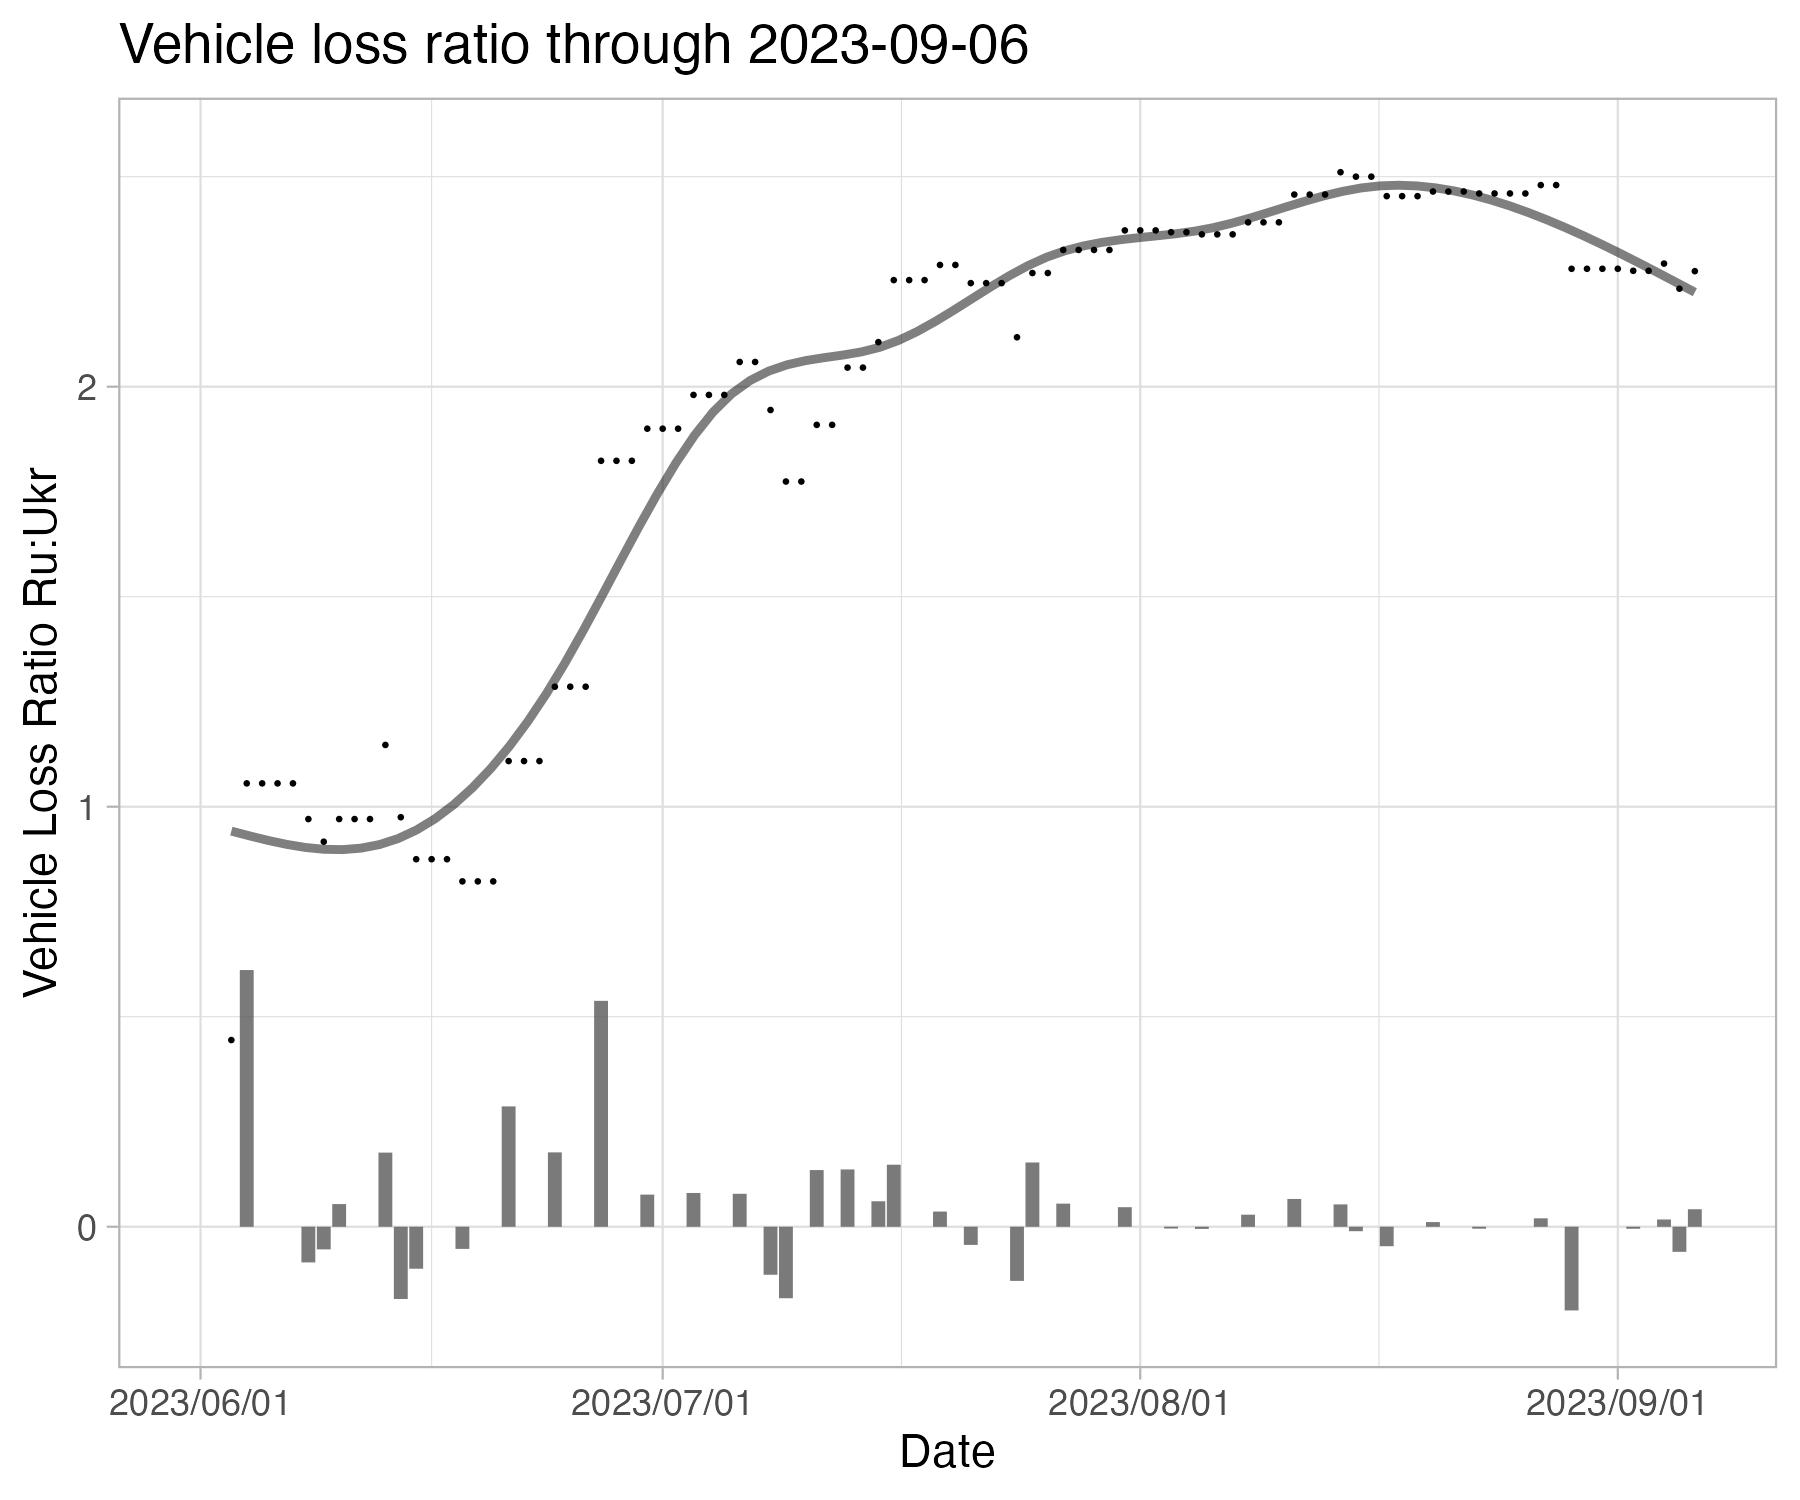 Vehicle loss ratio through 2023-09-06
Vehicle Loss Ratio Ru:Ukr
2
1
0
2023/06/01
2023/07/01
2023/08/01
2023/09/01
Date